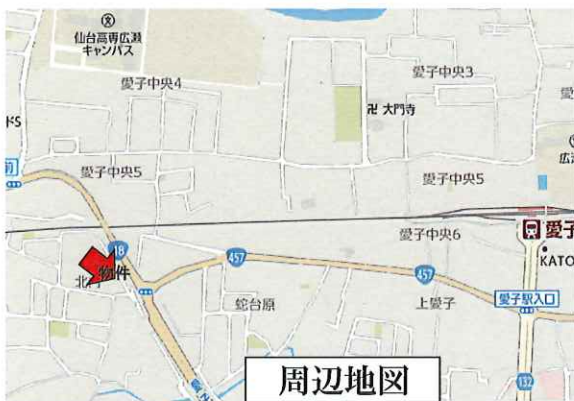 仙台高専広瀬
キャンパス
愛子中央4
愛子中央3
卍 大門寺
愛子中央5
愛子中央5
愛子中央6
愛子
KATO
48
物件
北
457
457
蛇台原
上愛子
愛子駅入口
132
周辺地図